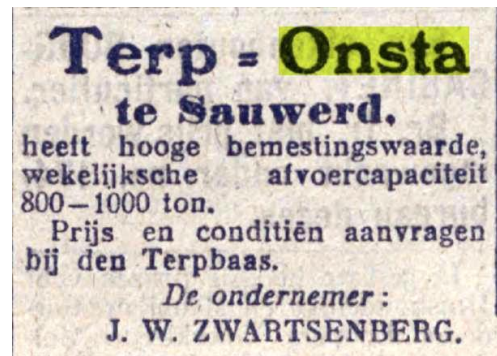 Terp = Onsta
te Sauwerd,
heeft hooge bemestingswaarde,
wekelijksche afvoercapaciteit
800—1000 ton.
Prijs en conditiën aanvragen
bij den Terpbaas.
De ondernemer:
J. W. ZWARTSENBERG.